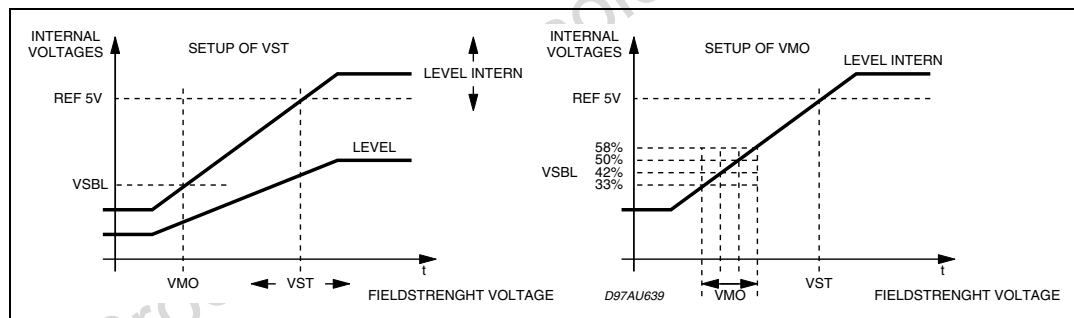 INTERNAL
VOLTAGES
SETUP OF VST
LEVEL INTERN
REF 5V
LEVEL
VSBL
t
VMO
VST
FIELDSTRENGHT VOLTAGE
INTERNAL
VOLTAGES
SETUP OF VMO
LEVEL INTERN
REF 5V
58%
50%
VSBL
42%
33%
t
D97AU639
VMO
VST
FIELDSTRENGHT VOLTAGE